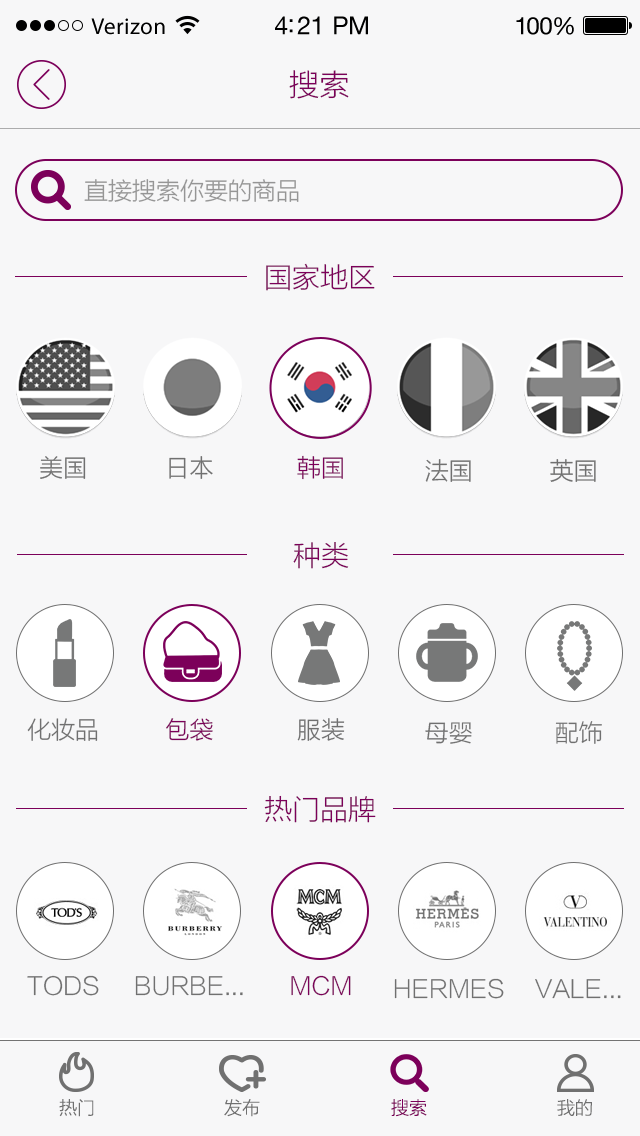 Verizon 4:21 PM 100%
搜索
直接搜索你要的商品
国家地区
美国 日本 韩国 法国 英国
种类
化妆品 包袋 服装 母婴 配饰
热门品牌
TOD'S BURBERRY LONDON MCM HERMÈS PARIS V VALENTINO
TODS BURBE... MCM HERMES VALE...
热门 发布 搜索 我的